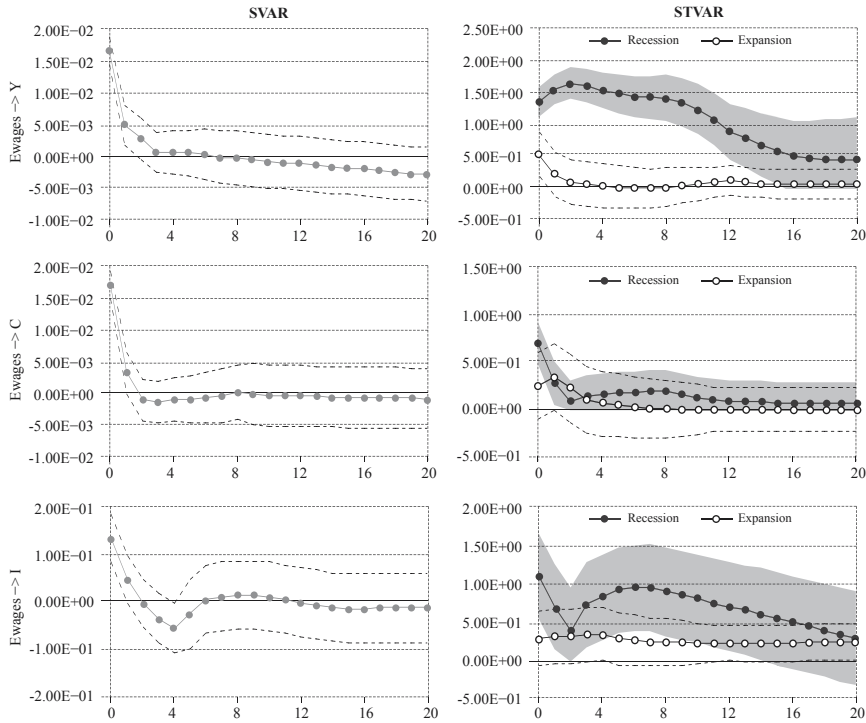 SVAR
STVAR
Ewages –> Y
2.00E−02
1.50E−02
1.00E−02
5.00E−03
0.00E+00
-5.00E−03
-1.00E−02
0 4 8 12 16 20
2.50E+00
2.00E+00
1.50E+00
1.00E+00
5.00E−01
0.00E+00
-5.00E−01
Recession Expansion
0 4 8 12 16 20
Ewages –> C
2.00E−02
1.50E−02
1.00E−02
5.00E−03
0.00E+00
-5.00E−03
-1.00E−02
0 4 8 12 16 20
1.50E+00
1.00E+00
5.00E−01
0.00E+00
-5.00E−01
Recession Expansion
0 4 8 12 16 20
Ewages –> I
2.00E−01
1.00E−01
0.00E+00
-1.00E−01
-2.00E−01
0 4 8 12 16 20
2.00E+00
1.50E+00
1.00E+00
5.00E−01
0.00E+00
-5.00E−01
Recession Expansion
0 4 8 12 16 20